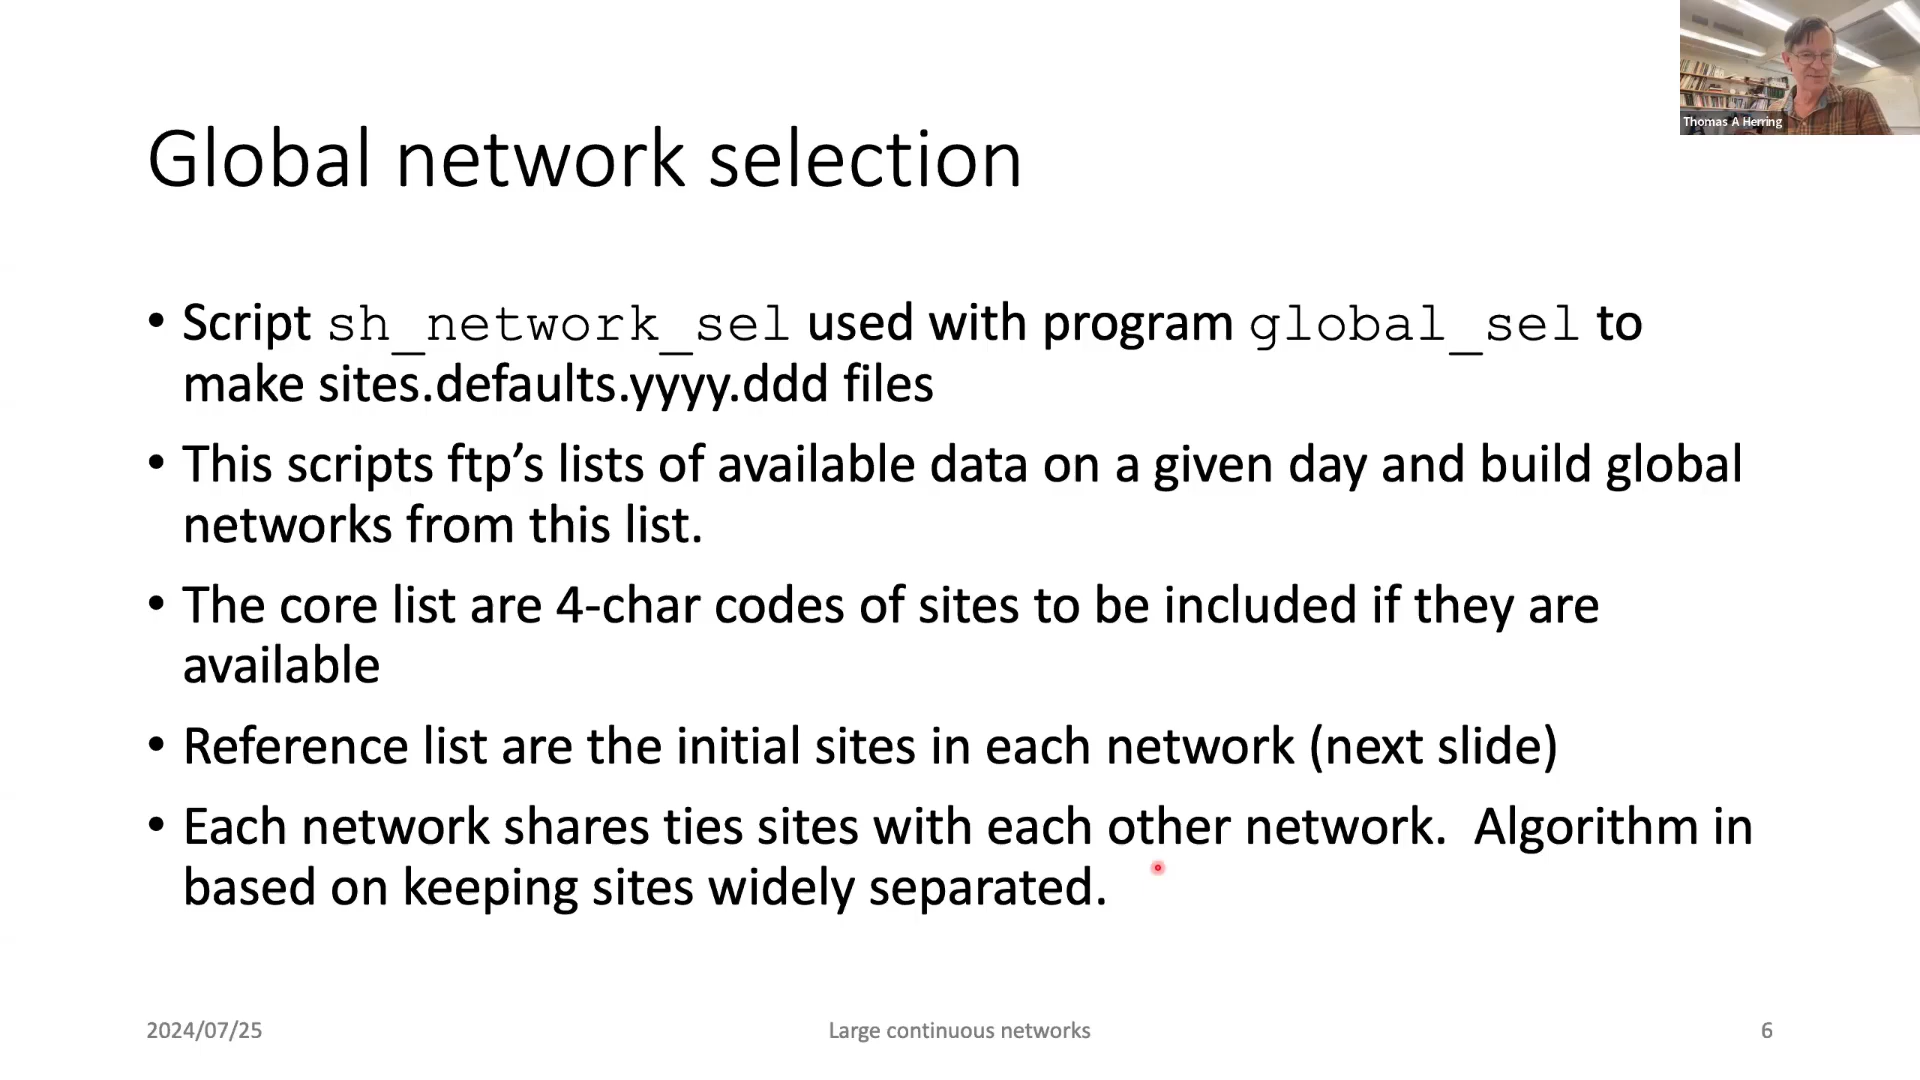 Thomas A Herring
Global network selection
• Script sh_network_sel used with program global_sel to
make sites.defaults.yyyy.ddd files
• This scripts ftp’s lists of available data on a given day and build global
networks from this list.
• The core list are 4-char codes of sites to be included if they are
available
• Reference list are the initial sites in each network (next slide)
• Each network shares ties sites with each other network.  Algorithm in
based on keeping sites widely separated.
2024/07/25
Large continuous networks
6